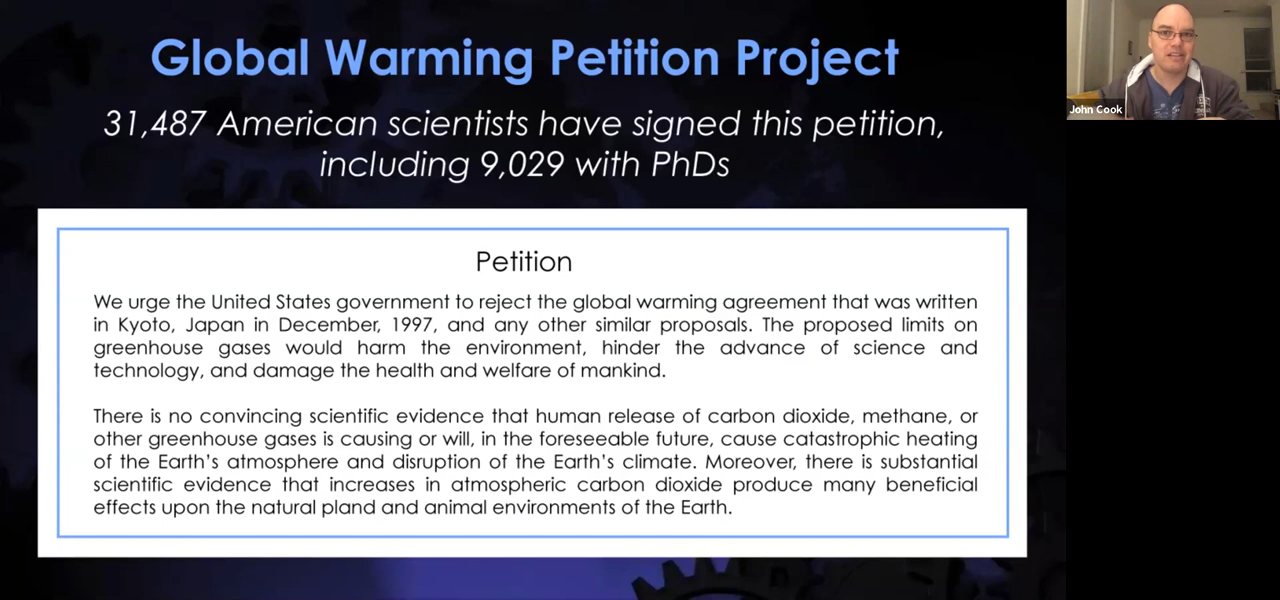 Global Warming Petition Project
31,487 American scientists have signed this petition,
including 9,029 with PhDs
John Cook
Petition
We urge the United States government to reject the global warming agreement that was written
in Kyoto, Japan in December, 1997, and any other similar proposals. The proposed limits on
greenhouse gases would harm the environment, hinder the advance of science and
technology, and damage the health and welfare of mankind.
There is no convincing scientific evidence that human release of carbon dioxide, methane, or
other greenhouse gases is causing or will, in the foreseeable future, cause catastrophic heating
of the Earth's atmosphere and disruption of the Earth's climate. Moreover, there is substantial
scientific evidence that increases in atmospheric carbon dioxide produce many beneficial
effects upon the natural pland and animal environments of the Earth.